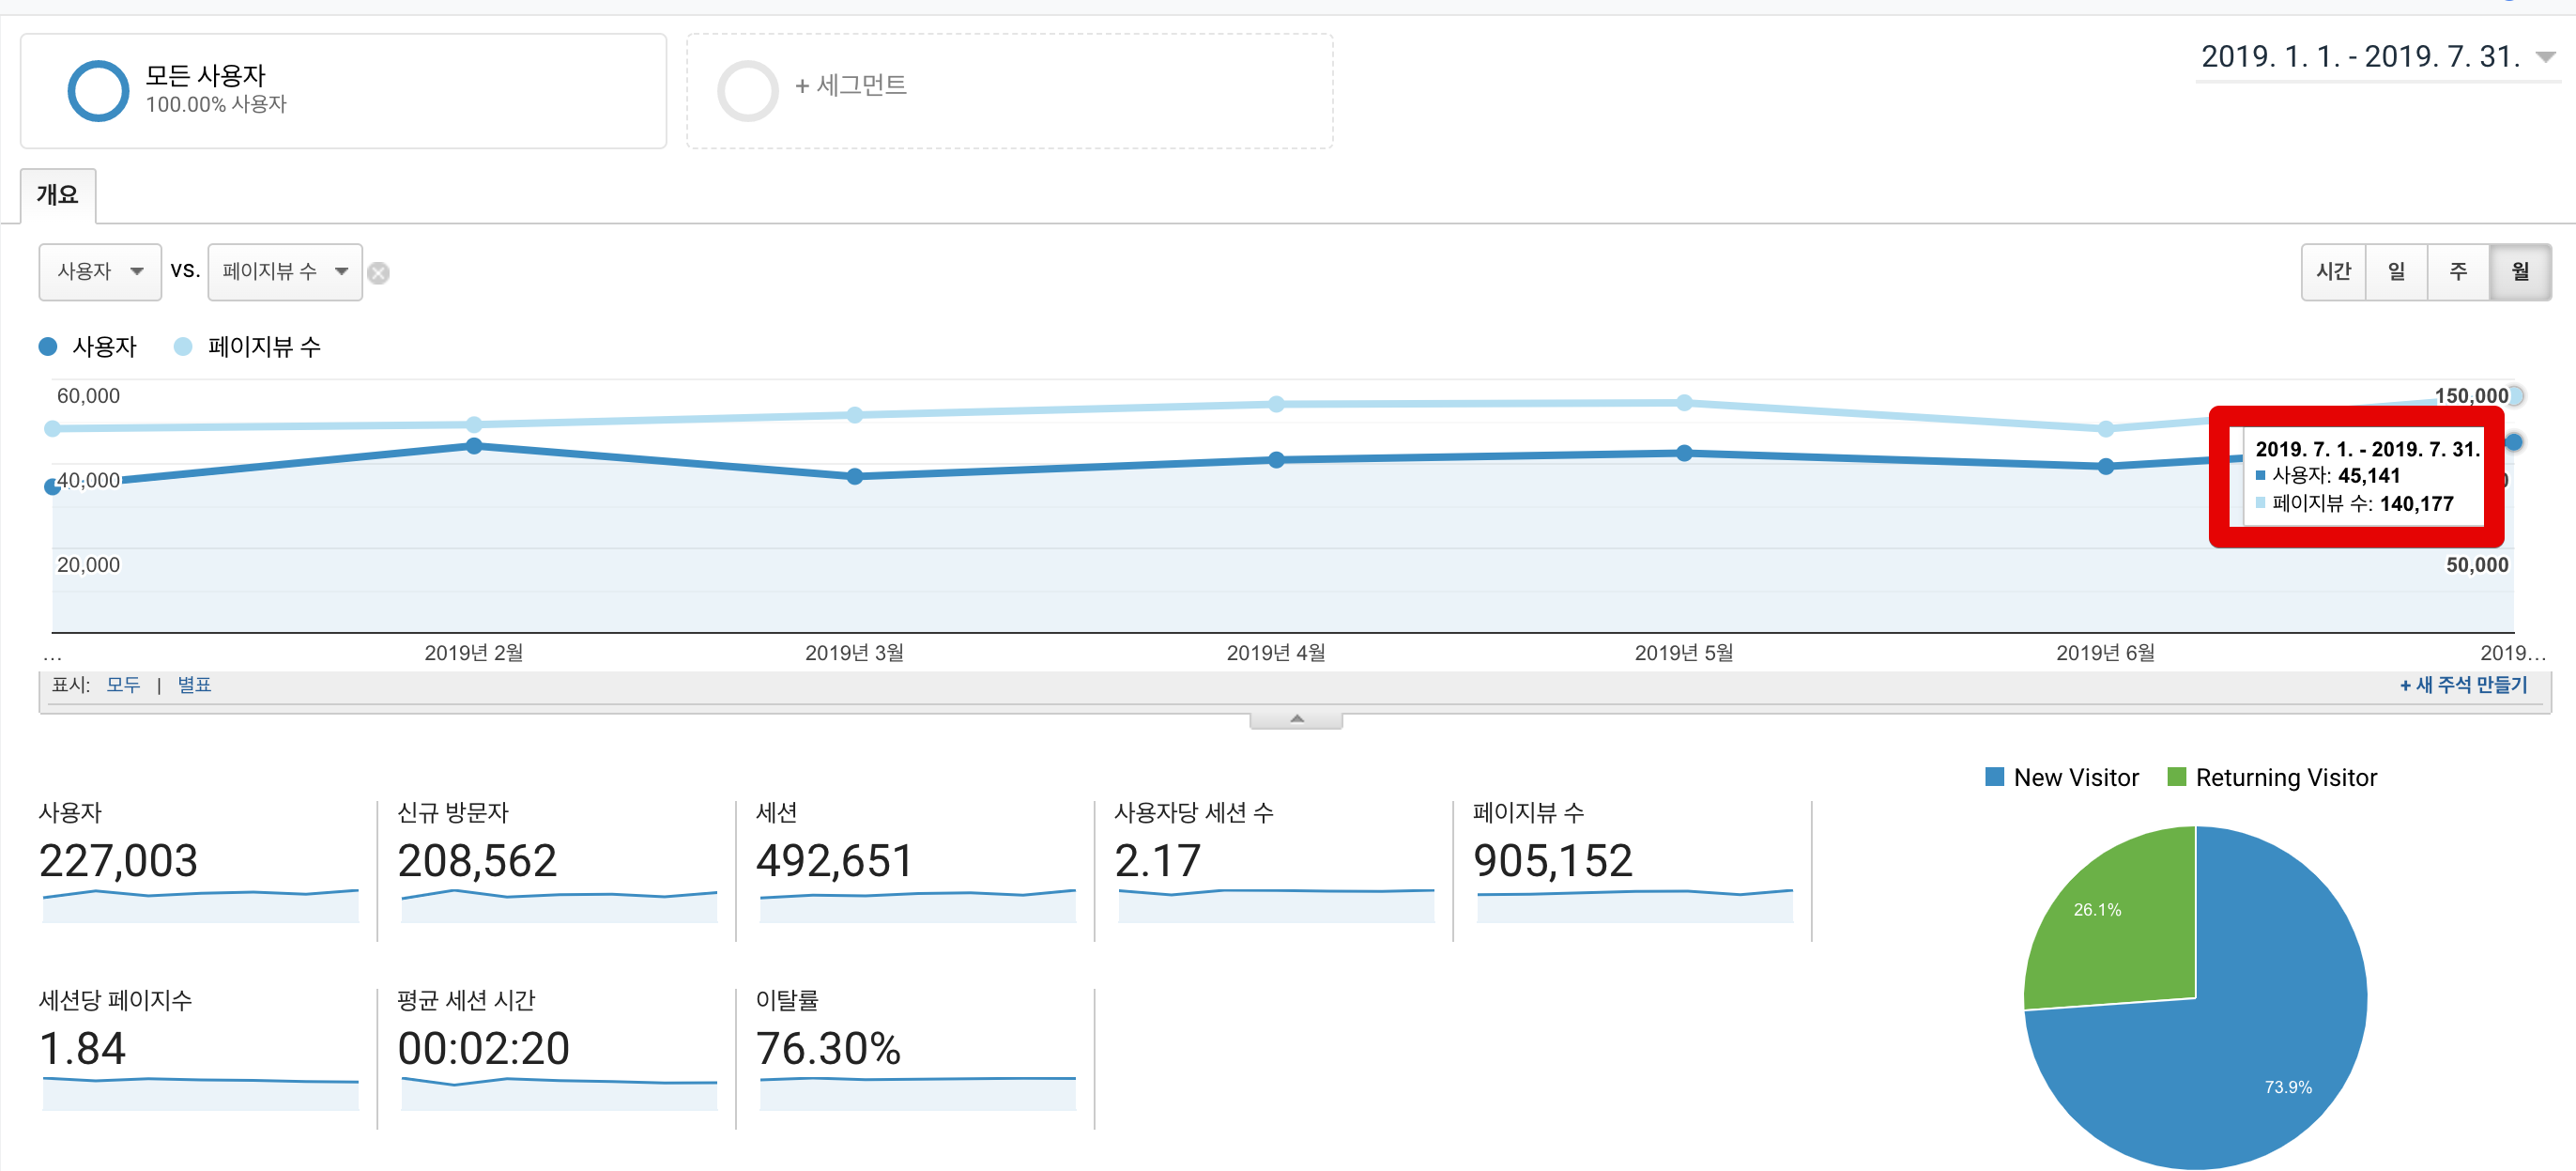 모든 사용자
100.00% 사용자
+ 세그먼트
2019. 1. 1. - 2019. 7. 31.
개요
사용자 VS. 페이지뷰 수
시간 일 주 월
사용자 페이지뷰 수
60,000
150,000
40,000
20,000
50,000
2019. 7. 1. - 2019. 7. 31.
사용자: 45,141
페이지뷰 수: 140,177
... 2019년 2월 2019년 3월 2019년 4월 2019년 5월 2019년 6월 2019...
표시: 모두 | 별표
+ 새 주석 만들기
New Visitor Returning Visitor
사용자
227,003
신규 방문자
208,562
세션
492,651
사용자당 세션 수
2.17
페이지뷰 수
905,152
세션당 페이지수
1.84
평균 세션 시간
00:02:20
이탈률
76.30%
26.1%
73.9%